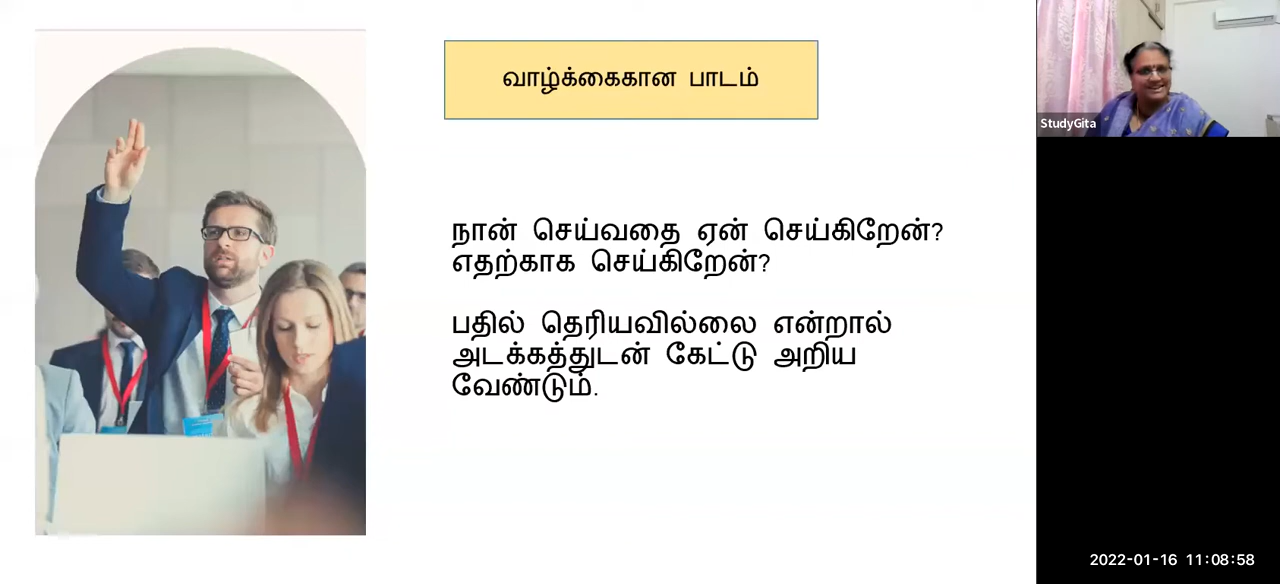 வாழ்க்கைகான பாடம்
StudyGita
நான் செய்வதை ஏன் செய்கிறேன்?
எதற்காக செய்கிறேன்?
பதில் தெரியவில்லை என்றால்
அடக்கத்துடன் கேட்டு அறிய
வேண்டும்.
2022-01-16 11:08:58